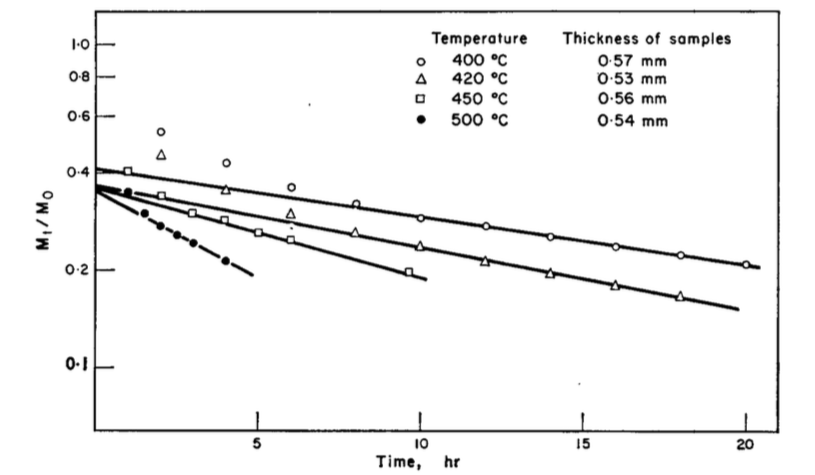 Temperature Thickness of samples
400 °C 0·57 mm
420 °C 0·53 mm
450 °C 0·56 mm
500 °C 0·54 mm
1·0
0·8
0·6
0·4
0·2
0·1
Mt/M0
5 10 15 20
Time, hr